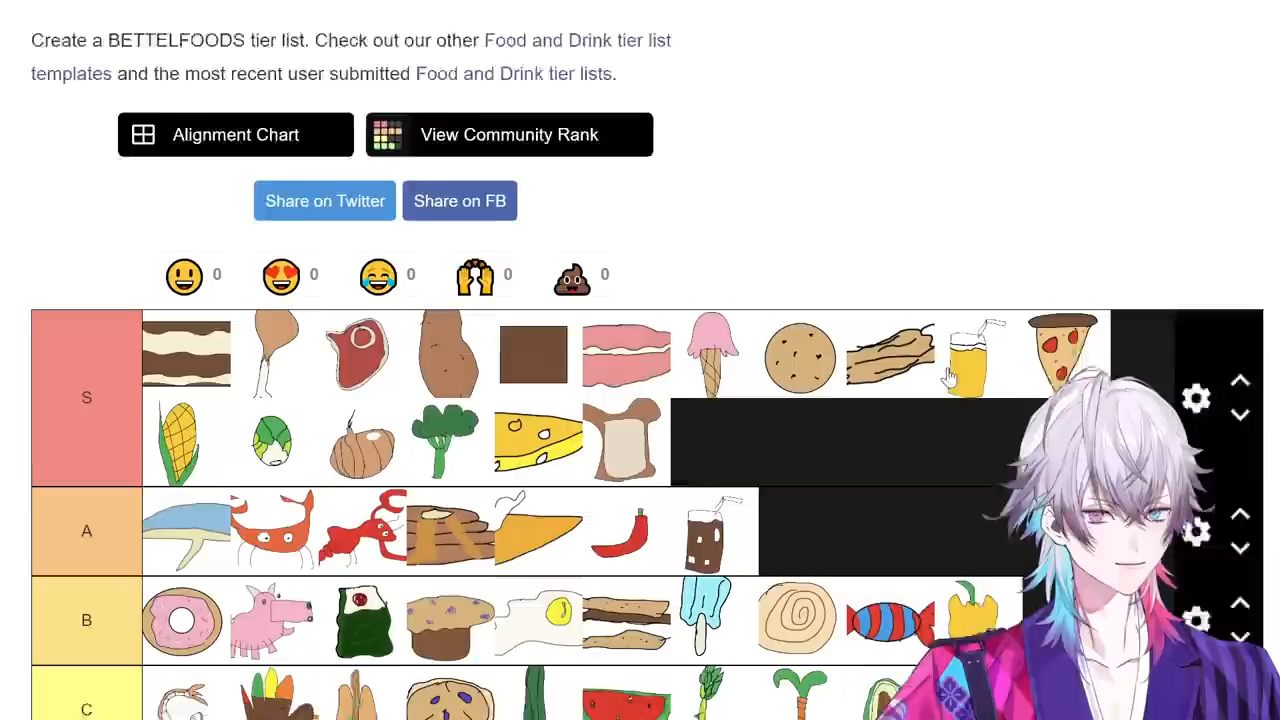 Create a BETTELFOODS tier list. Check out our other Food and Drink tier list
templates and the most recent user submitted Food and Drink tier lists.
Alignment Chart
View Community Rank
Share on Twitter
Share on FB
0
0
0
0
0
S
A
B
C